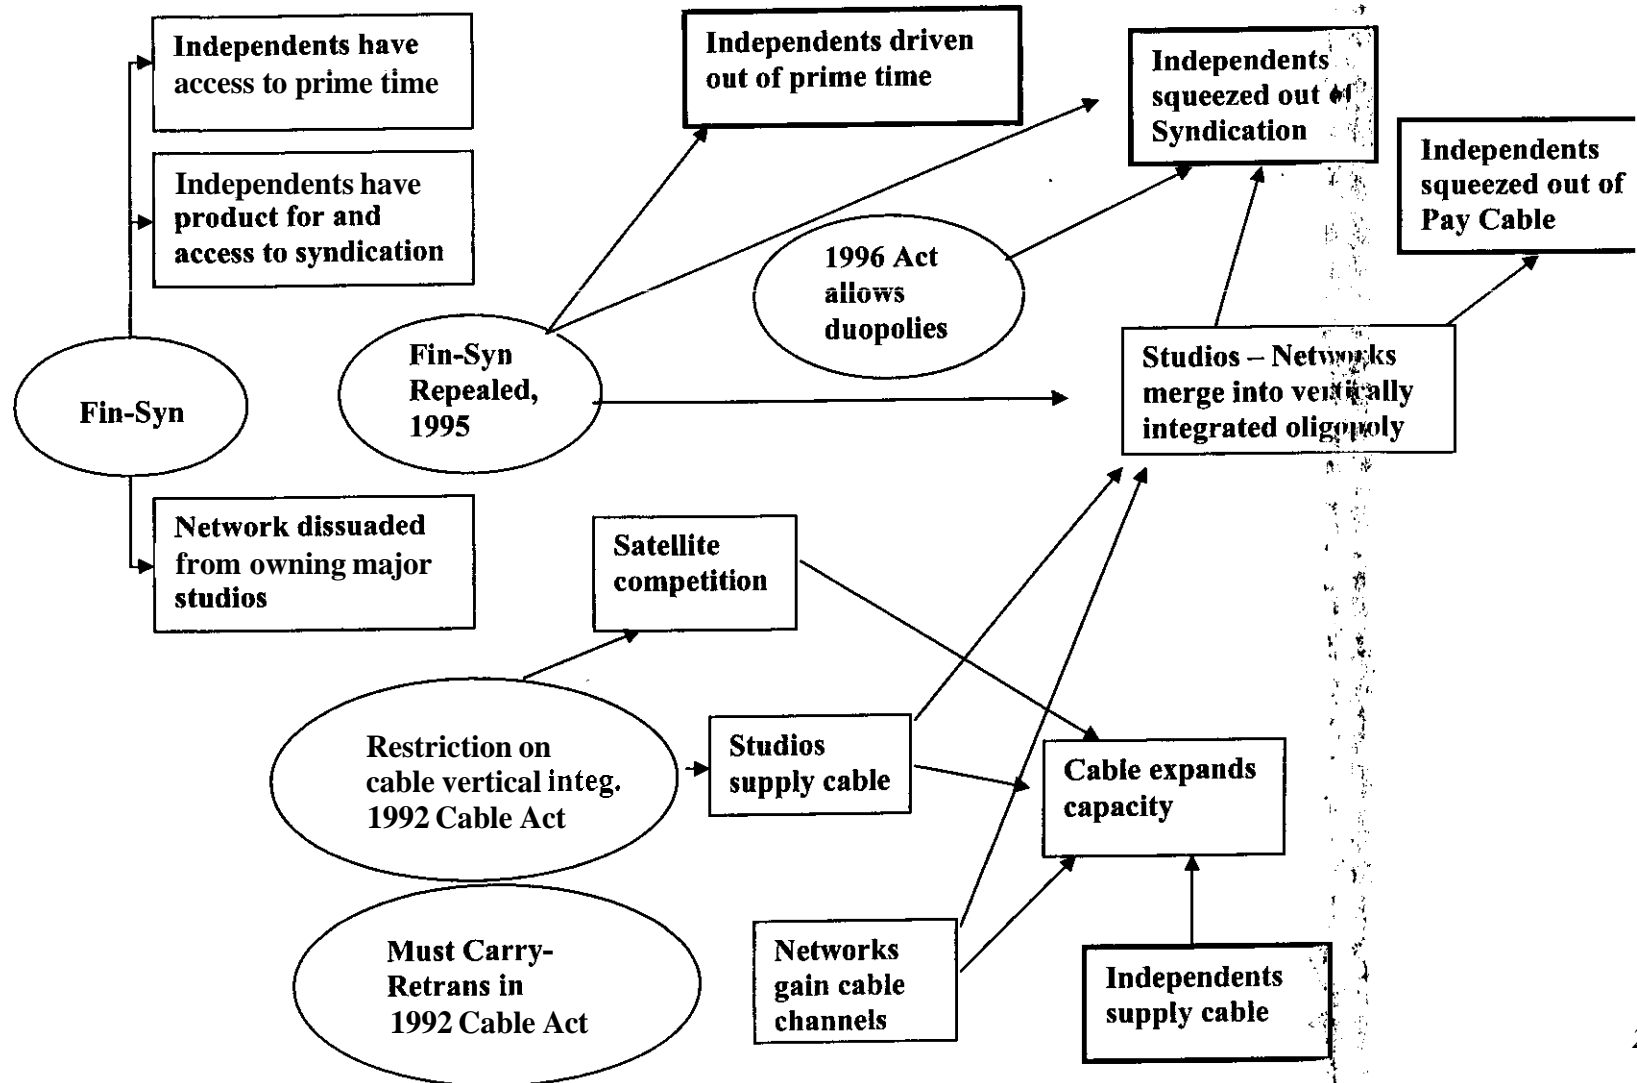 Independents have
access to prime time
Independents driven
out of prime time
Independents
squeezed out of
Syndication
Independents
squeezed out of
Pay Cable
Independents have
product for and
access to syndication
1996 Act
allows
duopolies
Fin-Syn
Fin-Syn
Repealed,
1995
Studios – Networks
merge into vertically
integrated oligopoly
Network dissuaded
from owning major
studios
Satellite
competition
Restriction on
cable vertical integ.
1992 Cable Act
Studios
supply cable
Cable expands
capacity
Must Carry-
Retrans in
1992 Cable Act
Networks
gain cable
channels
Independents
supply cable